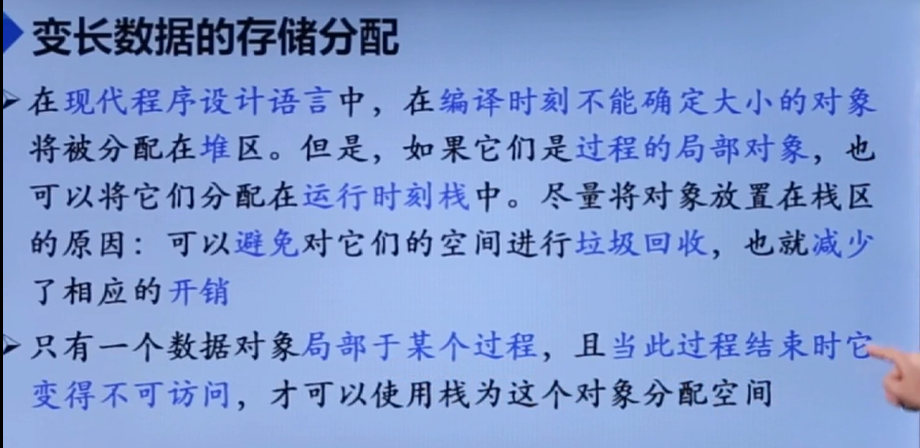 变长数据的存储分配
在现代程序设计语言中，在编译时刻不能确定大小的对象
将被分配在堆区。但是，如果它们是过程的局部对象，也
可以将它们分配在运行时刻栈中。尽量将对象放置在栈区
的原因：可以避免对它们的空间进行垃圾回收，也就减少
了相应的开销
只有一个数据对象局部于某个过程，且当此过程结束时它
变得不可访问，才可以使用栈为这个对象分配空间